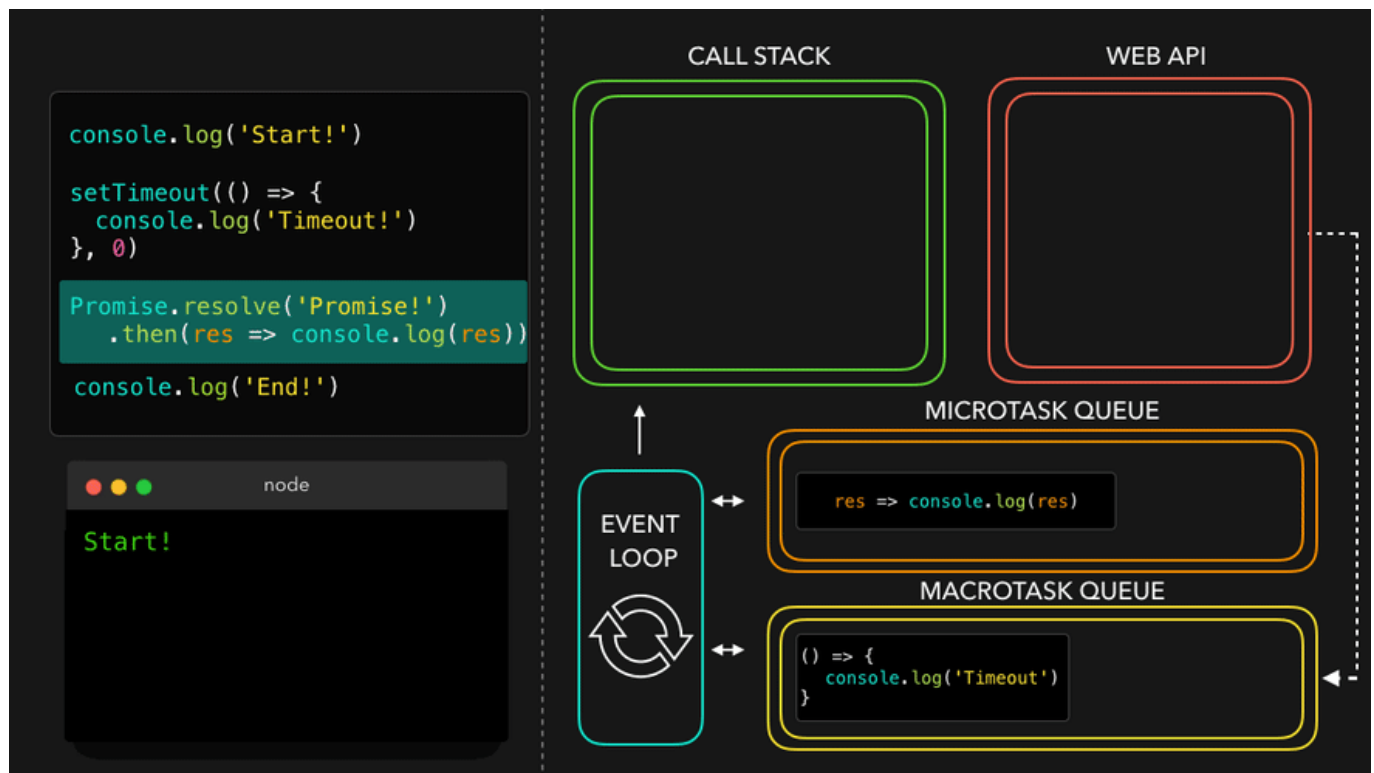 console.log('Start!')
setTimeout(() => {
  console.log('Timeout!')
}, 0)
Promise.resolve('Promise!')
   .then(res => console.log(res))
console.log('End!')
node
Start!
CALL STACK
WEB API
MICROTASK QUEUE
res => console.log(res)
EVENT
LOOP
MACROTASK QUEUE
() => {
  console.log('Timeout')
}